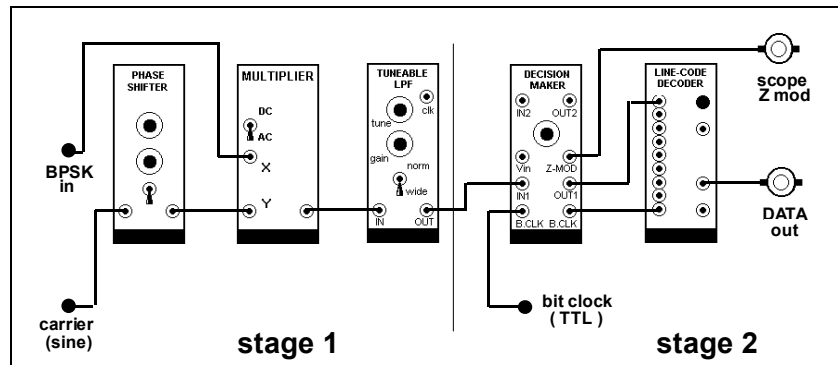 PHASE
SHIFTER
BPSK
in
carrier
(sine)
MULTIPLIER
DC
AC
X
Y
TUNEABLE
LPF
clk
tune
gain
norm
wide
IN
OUT
stage 1
DECISION
MAKER
IN2
OUT2
Vin
Z-MOD
IN1
OUT1
B.CLK
B.CLK
bit clock
( TTL )
LINE-CODE
DECODER
scope
Z mod
DATA
out
stage 2